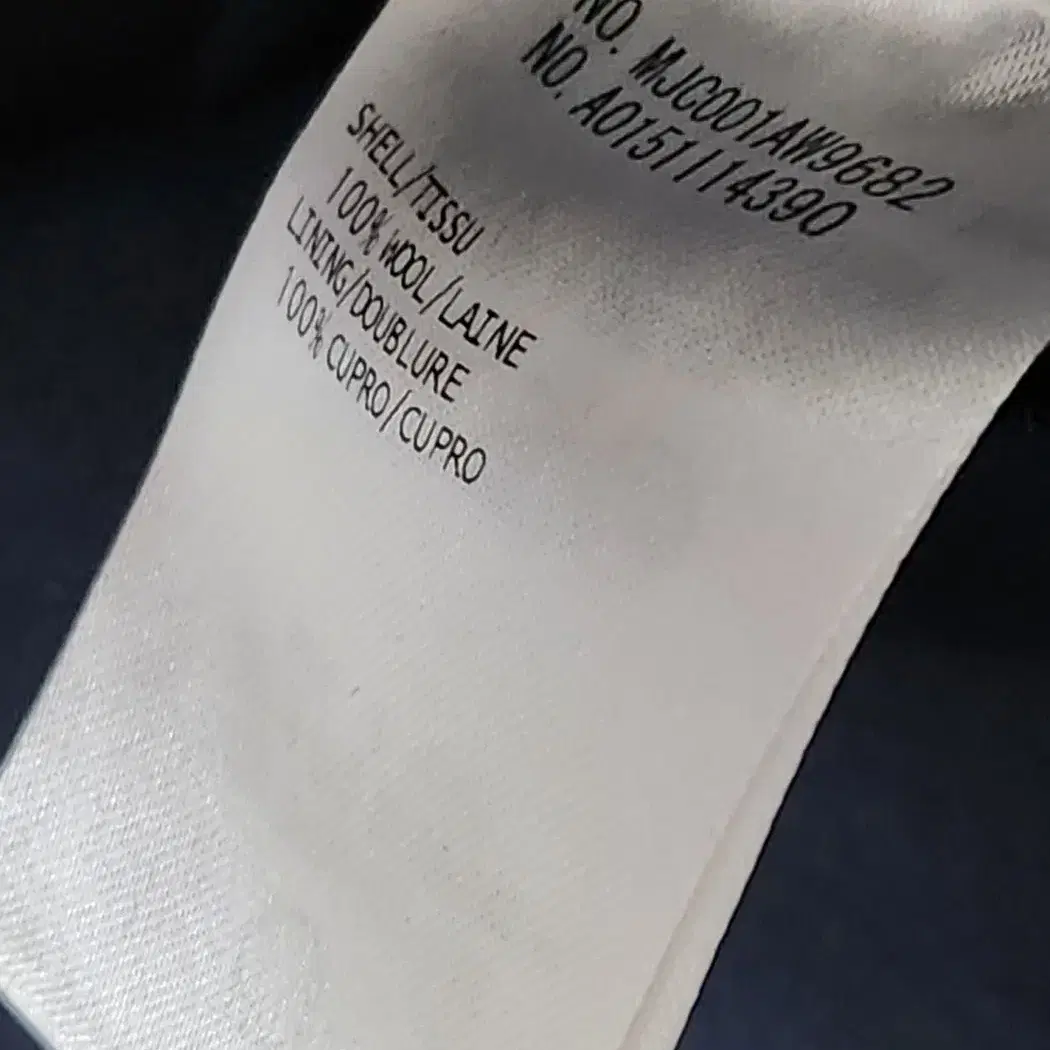 NO. MJC001AW9682
NO. A0151114390
SHELL/TISSU
100% WOOL/LAINE
LINING/DOUBLURE
100% CUPRO/CUPRO